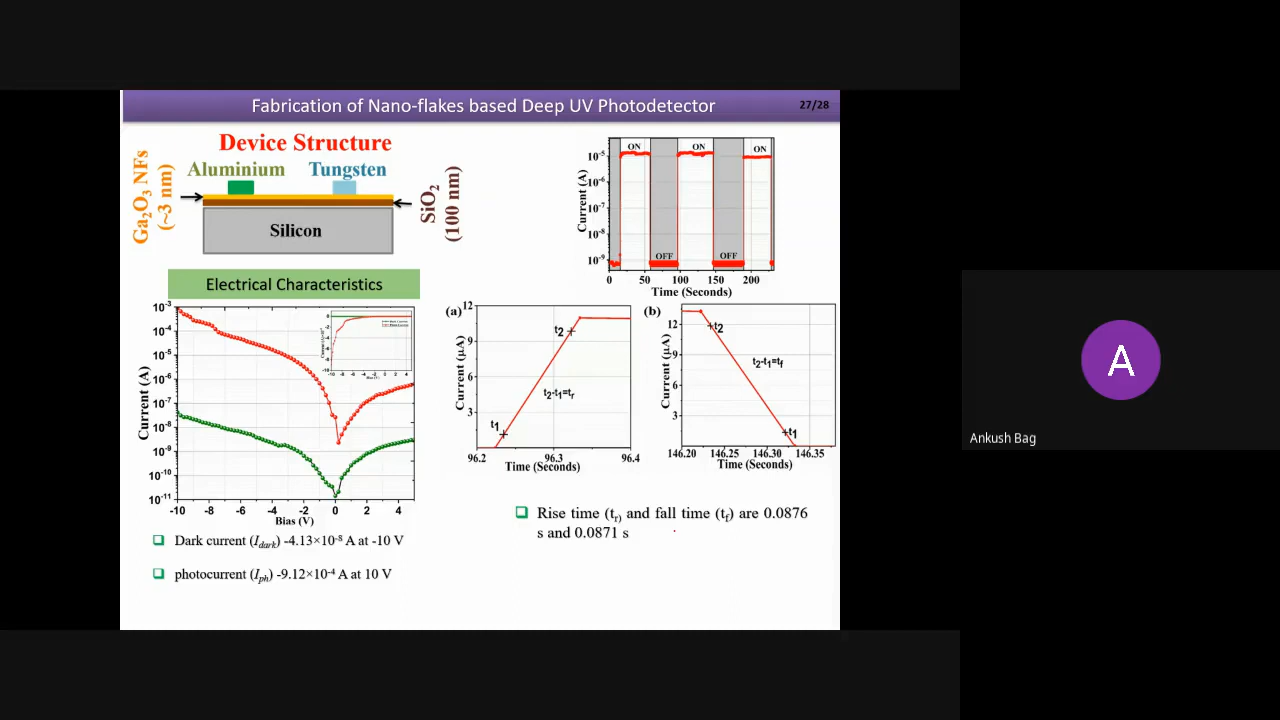 Fabrication of Nano-flakes based Deep UV Photodetector
27/28
Device Structure
Aluminium
Tungsten
Ga₂O₃ NFs
(~3 nm)
SiO₂
(100 nm)
Silicon
Current (A)
10⁻⁵
10⁻⁶
10⁻⁷
10⁻⁸
10⁻⁹
ON
ON
ON
OFF
OFF
0
50
100
150
200
Time (Seconds)
Electrical Characteristics
Current (A)
10⁻³
10⁻⁴
10⁻⁵
10⁻⁶
10⁻⁷
10⁻⁸
10⁻⁹
10⁻¹⁰
10⁻¹¹
-10
-8
-6
-4
-2
0
2
4
Bias (V)
(a)
Current (µA)
12
9
6
3
t₁
t₂
t₂-t₁=tᵣ
96.2
96.3
96.4
Time (Seconds)
(b)
Current (µA)
12
9
6
3
t₂
t₂-t₁=t_f
t₁
146.20
146.25
146.30
146.35
Time (Seconds)
Dark current (I_dark) -4.13×10⁻⁸ A at -10 V
photocurrent (I_ph) -9.12×10⁻⁴ A at 10 V
Rise time (tᵣ) and fall time (t_f) are 0.0876
s and 0.0871 s
A
Ankush Bag